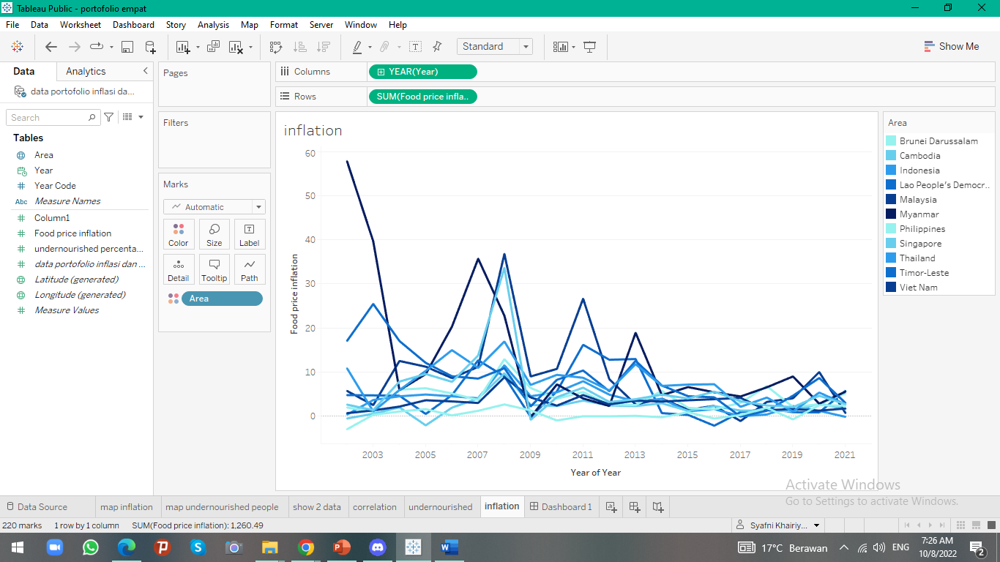 Tableau Public - portofolio empat
File Data Worksheet Dashboard Story Analysis Map Format Server Window Help
Standard
Show Me
Data Analytics
data portofolio inflasi da...
Search
Tables
Area
Year
Year Code
Abc Measure Names
Column1
Food price inflation
undernourished percenta...
data portofolio inflasi dan ...
Latitude (generated)
Longitude (generated)
Measure Values
Pages
Filters
Marks
Automatic
Color Size Label
Detail Tooltip Path
Area
Columns YEAR(Year)
Rows SUM(Food price infla..
inflation
60
50
40
30
20
10
0
Food price inflation
2003 2005 2007 2009 2011 2013 2015 2017 2019 2021
Year of Year
Area
Brunei Darussalam
Cambodia
Indonesia
Lao People's Democr..
Malaysia
Myanmar
Philippines
Singapore
Thailand
Timor-Leste
Viet Nam
Activate Windows
Go to Settings to activate Windows.
Data Source map inflation map undernourished people show 2 data correlation undernourished inflation Dashboard 1
220 marks 1 row by 1 column SUM(Food price inflation): 1,260.49
Syafni Khairiy...
17°C Berawan
ENG
7:26 AM
10/8/2022
2